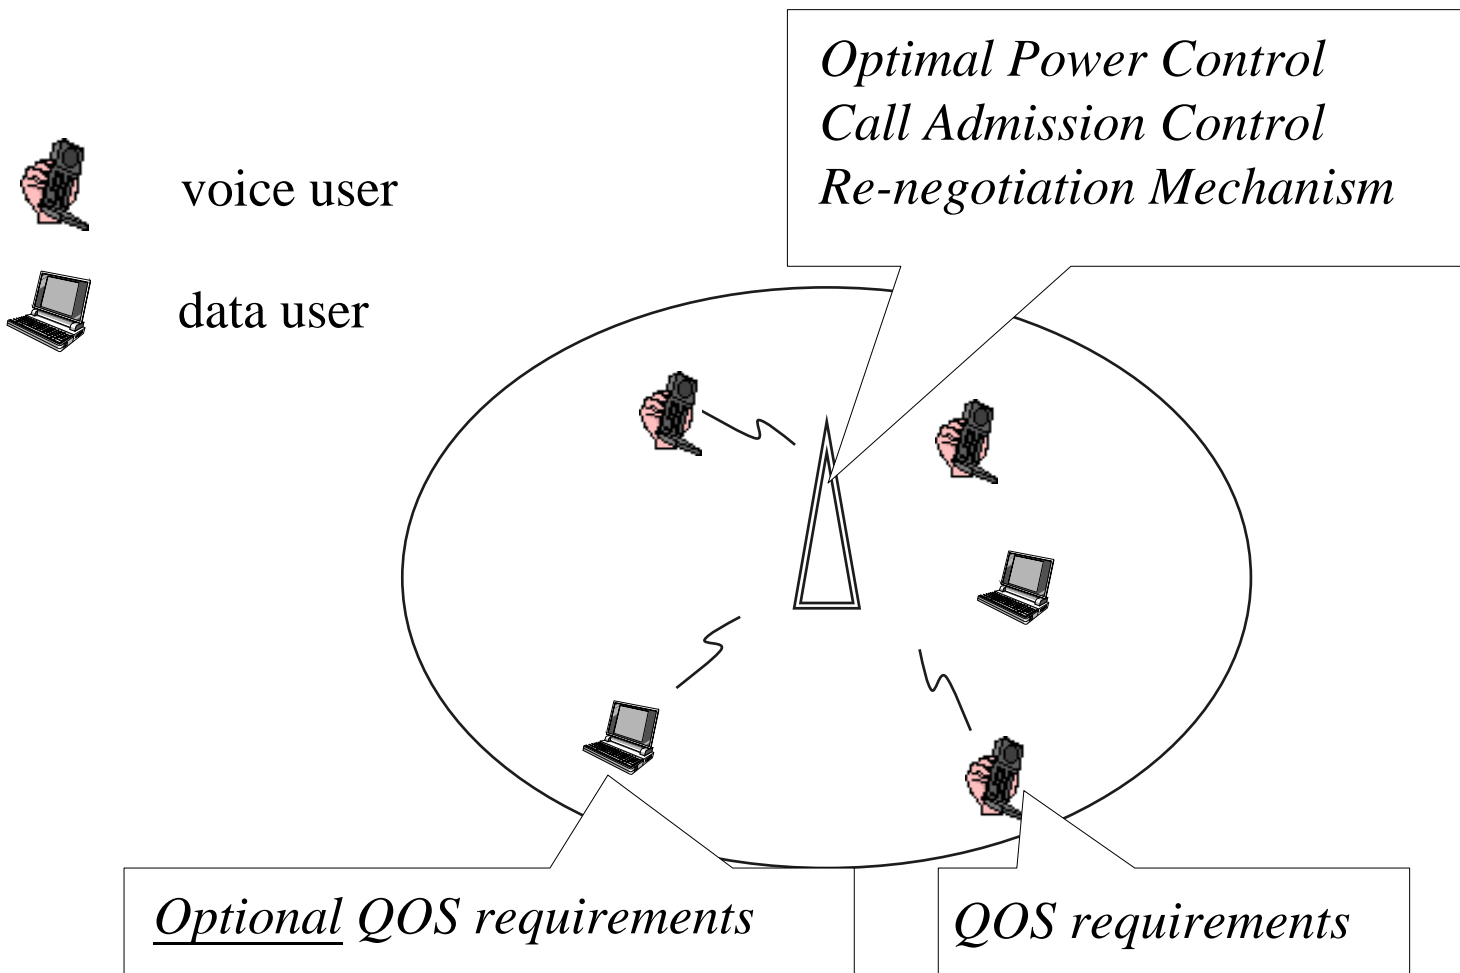 Optimal Power Control
Call Admission Control
Re-negotiation Mechanism
voice user
data user
Optional QOS requirements
QOS requirements